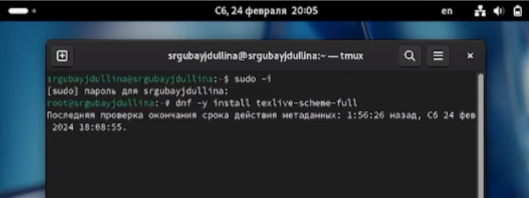 Сб, 24 февраля 20:05
en
srgubayjdullina@srgubayjdullina:~ — tmux
srgubayjdullina@srgubayjdullina:~$ sudo -i
[sudo] пароль для srgubayjdullina:
root@srgubayjdullina:~# dnf -y install texlive-scheme-full
Последняя проверка окончания срока действия метаданных: 1:56:26 назад, Сб 24 фев
2024 18:08:55.